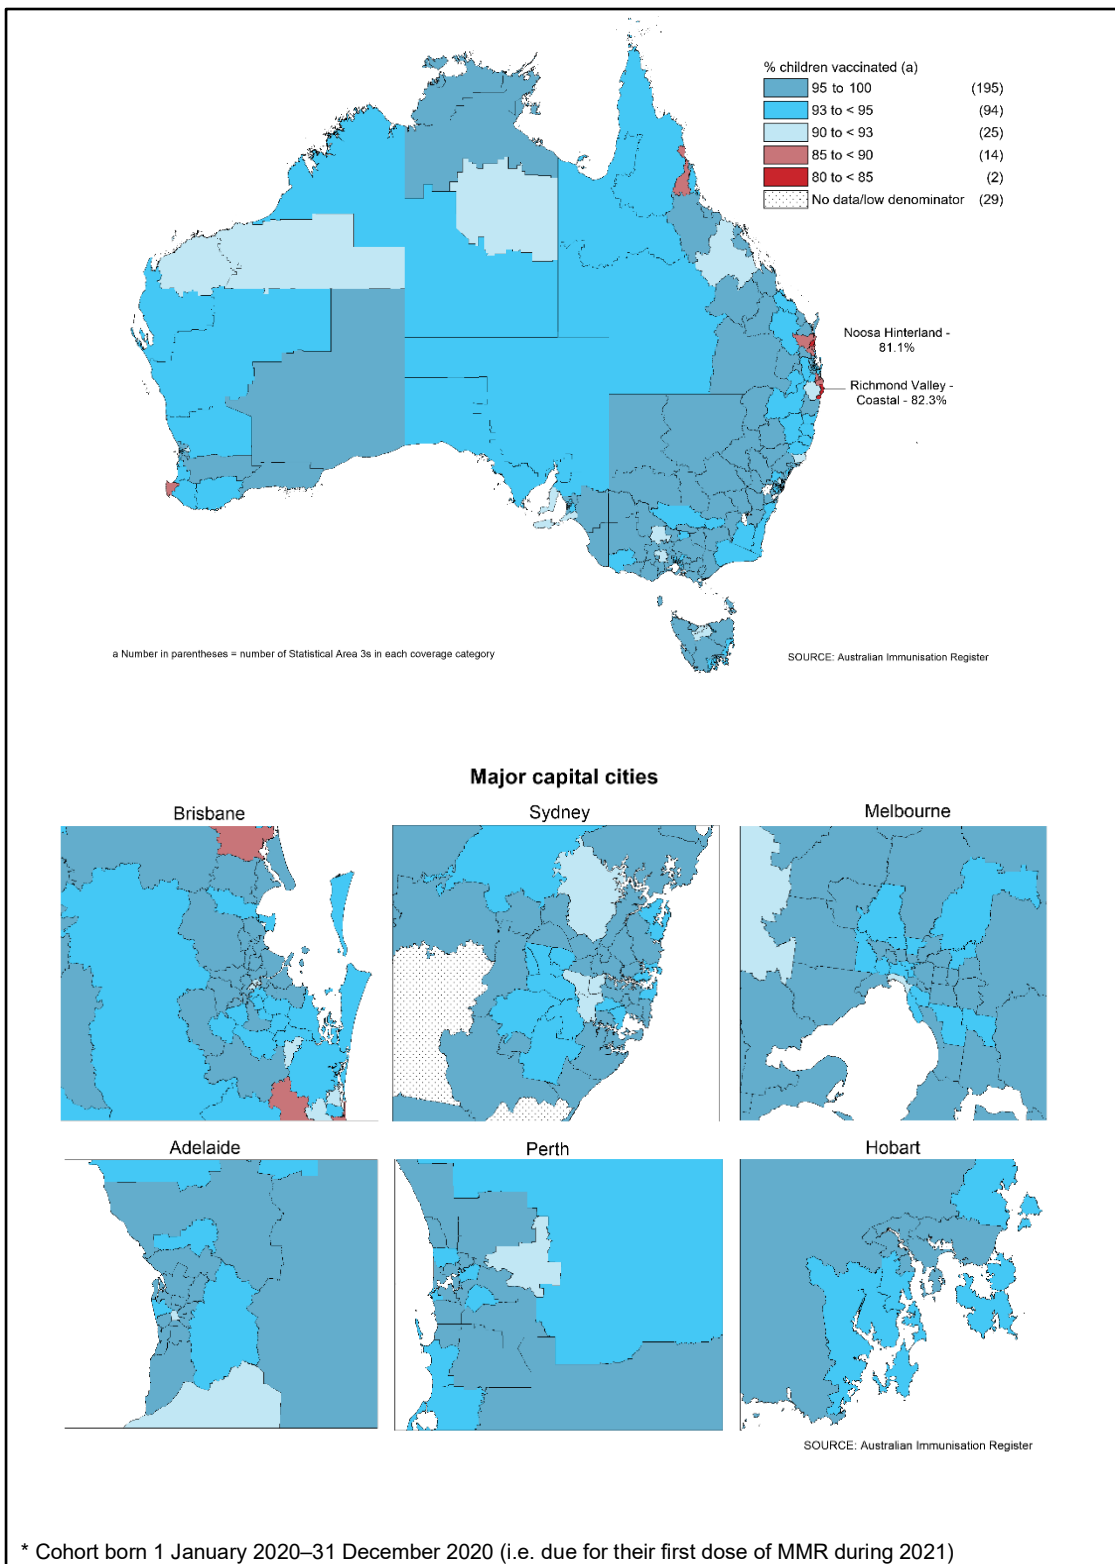 % children vaccinated (a)
95 to 100 (195)
93 to < 95 (94)
90 to < 93 (25)
85 to < 90 (14)
80 to < 85 (2)
No data/low denominator (29)
Noosa Hinterland -
81.1%
Richmond Valley -
Coastal - 82.3%
a Number in parentheses = number of Statistical Area 3s in each coverage category
SOURCE: Australian Immunisation Register
Major capital cities
Brisbane
Sydney
Melbourne
Adelaide
Perth
Hobart
SOURCE: Australian Immunisation Register
* Cohort born 1 January 2020–31 December 2020 (i.e. due for their first dose of MMR during 2021)